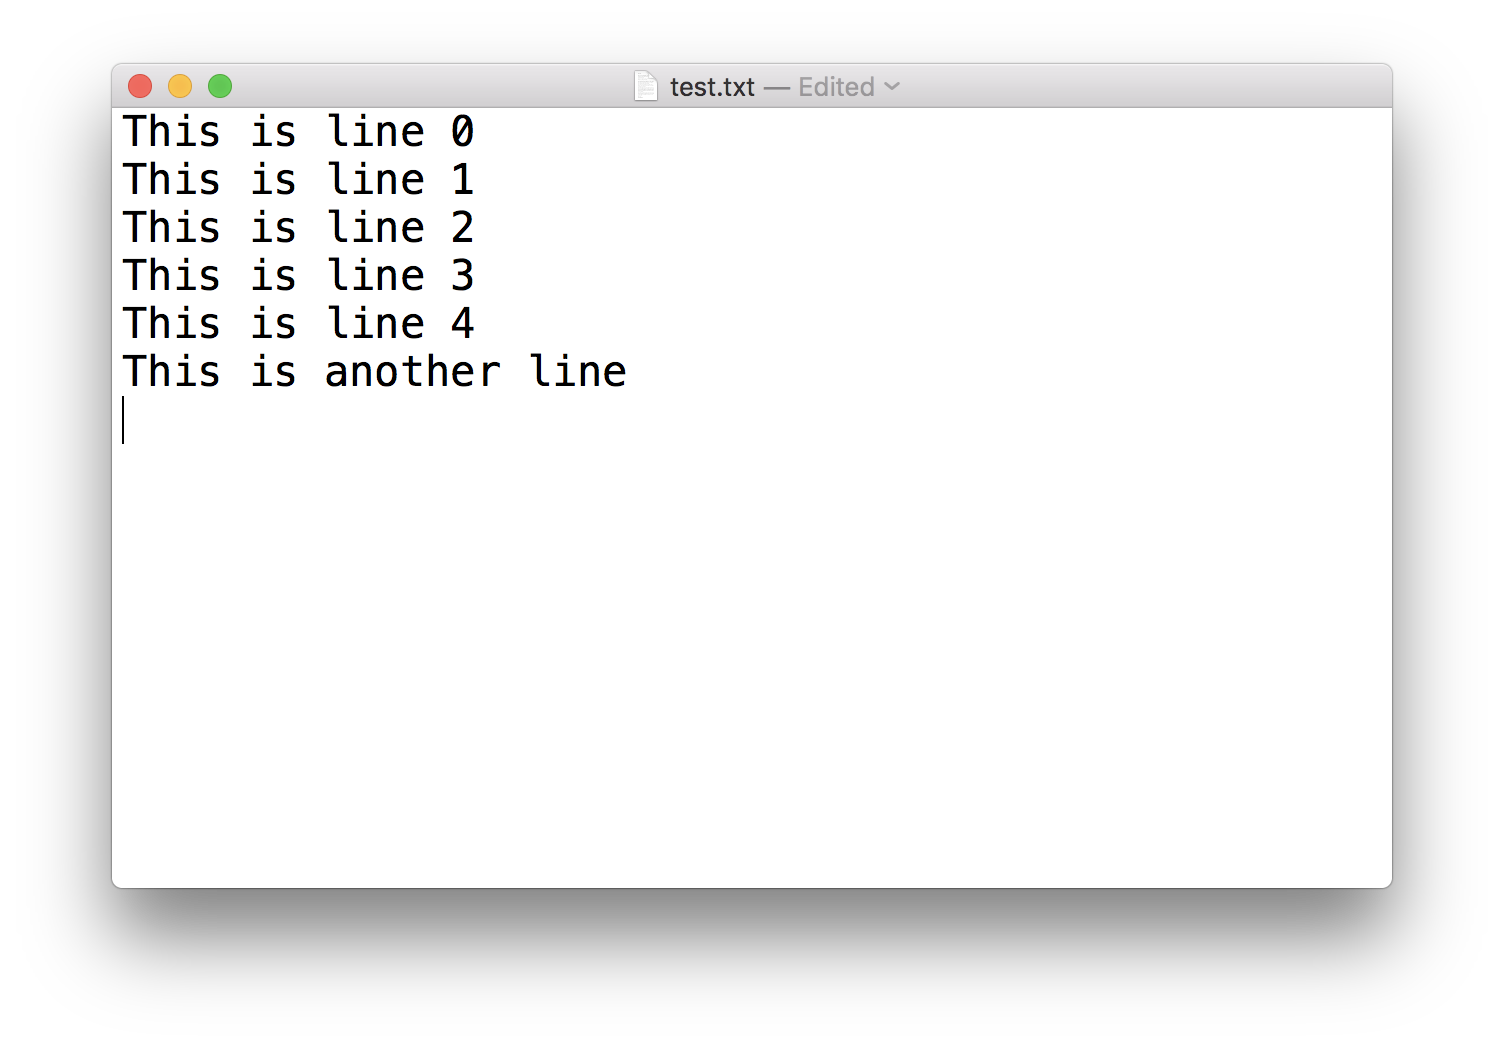 test.txt — Edited
This is line 0
This is line 1
This is line 2
This is line 3
This is line 4
This is another line